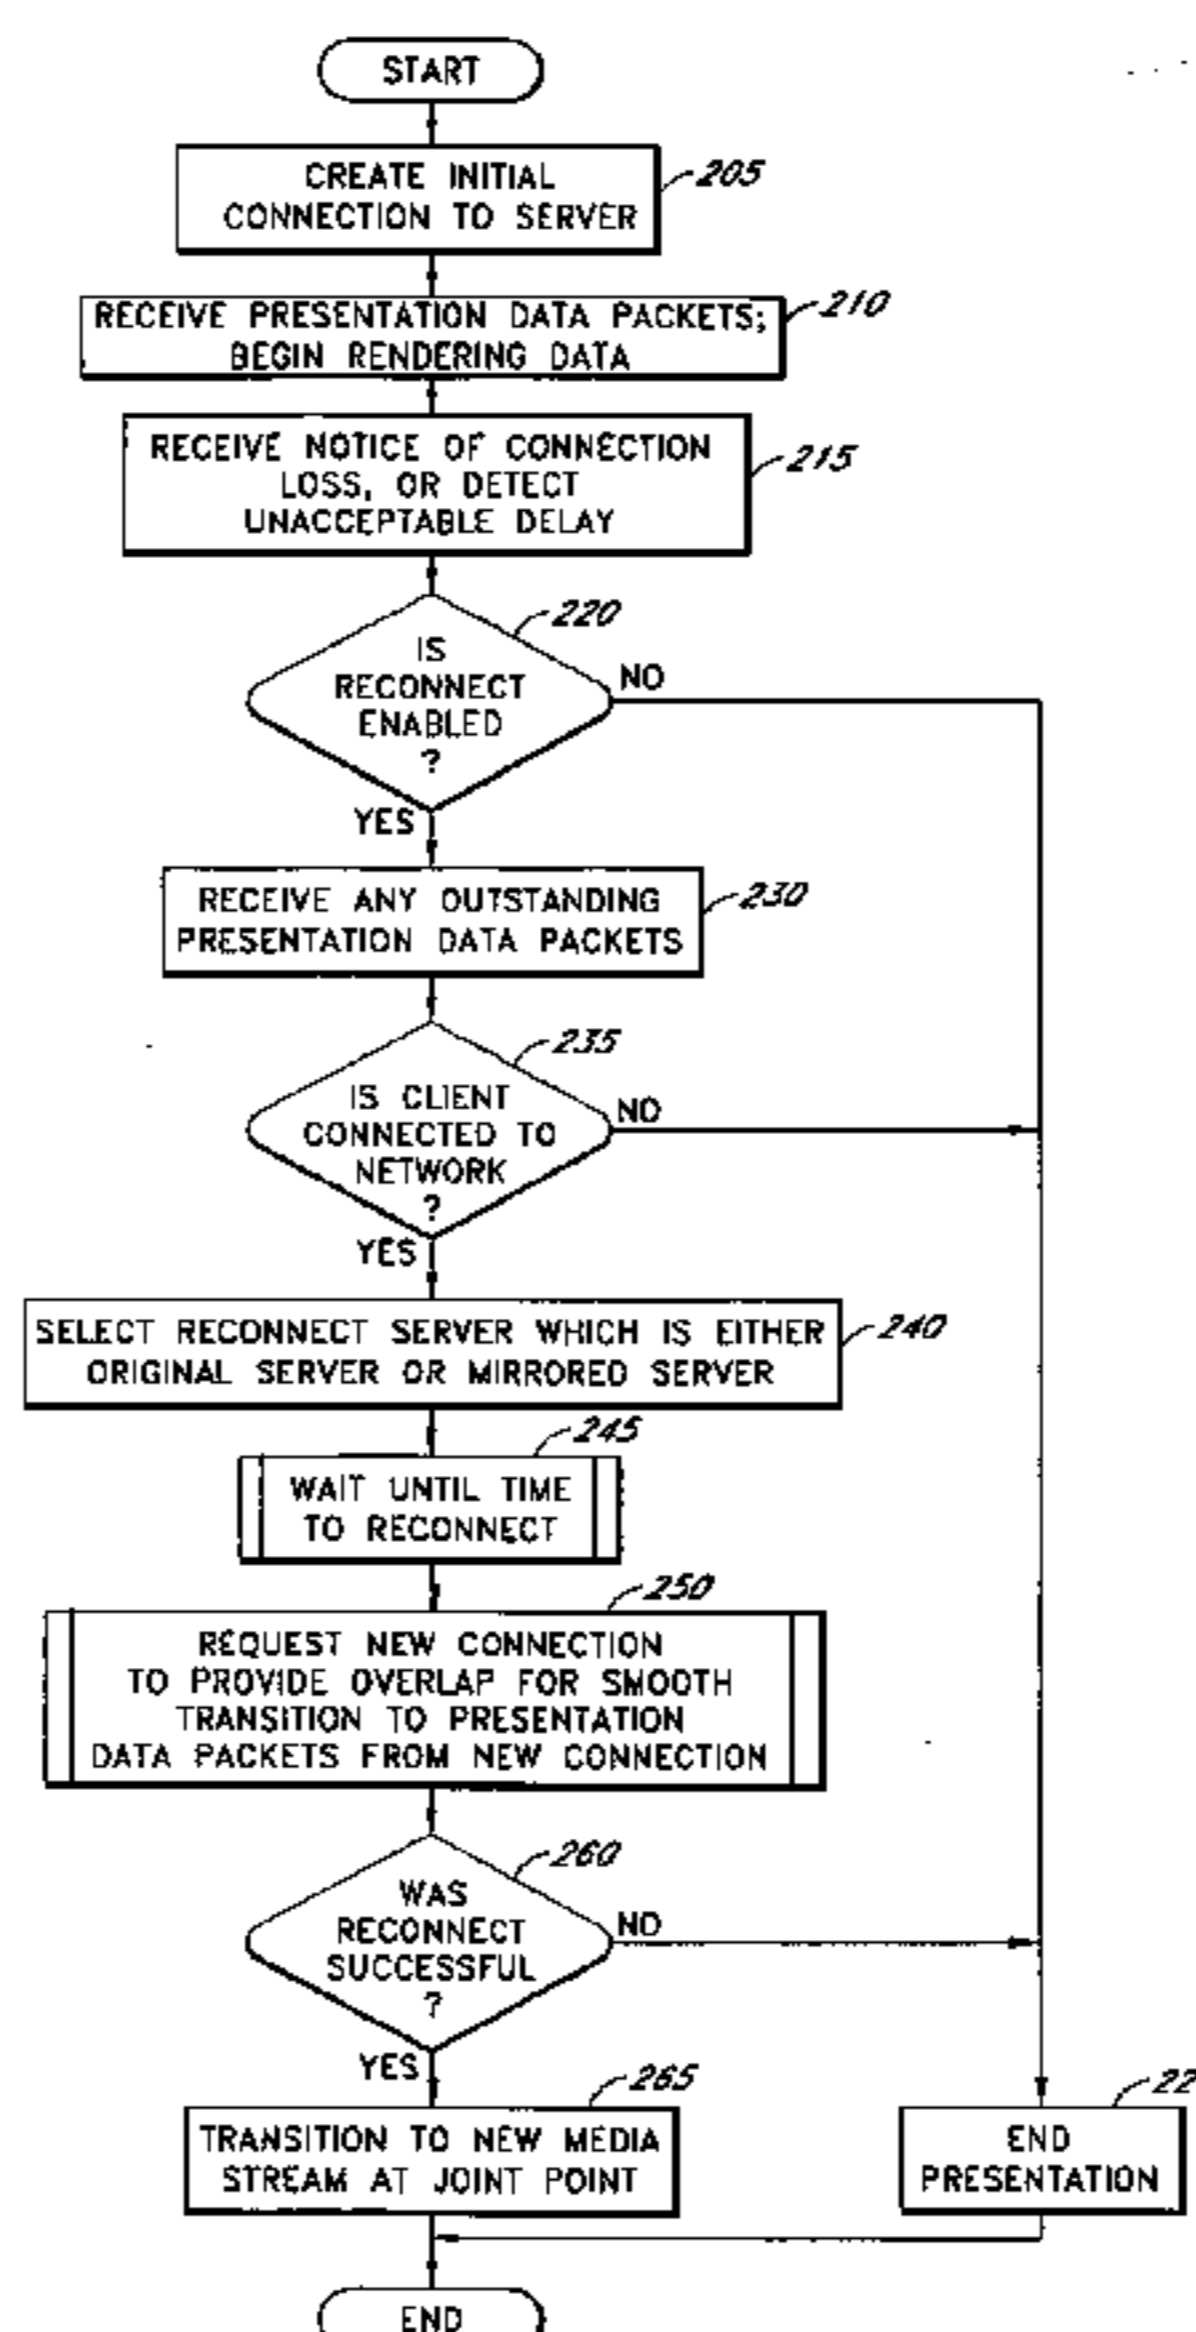 START
CREATE INITIAL
CONNECTION TO SERVER
205
RECEIVE PRESENTATION DATA PACKETS;
BEGIN RENDERING DATA
210
RECEIVE NOTICE OF CONNECTION
LOSS, OR DETECT
UNACCEPTABLE DELAY
215
220
IS
RECONNECT
ENABLED
?
NO
YES
RECEIVE ANY OUTSTANDING
PRESENTATION DATA PACKETS
230
235
IS CLIENT
CONNECTED TO
NETWORK
?
NO
YES
SELECT RECONNECT SERVER WHICH IS EITHER
ORIGINAL SERVER OR MIRRORED SERVER
240
245
WAIT UNTIL TIME
TO RECONNECT
250
REQUEST NEW CONNECTION
TO PROVIDE OVERLAP FOR SMOOTH
TRANSITION TO PRESENTATION
DATA PACKETS FROM NEW CONNECTION
260
WAS
RECONNECT
SUCCESSFUL
?
NO
YES
265
TRANSITION TO NEW MEDIA
STREAM AT JOINT POINT
22
END
PRESENTATION
END